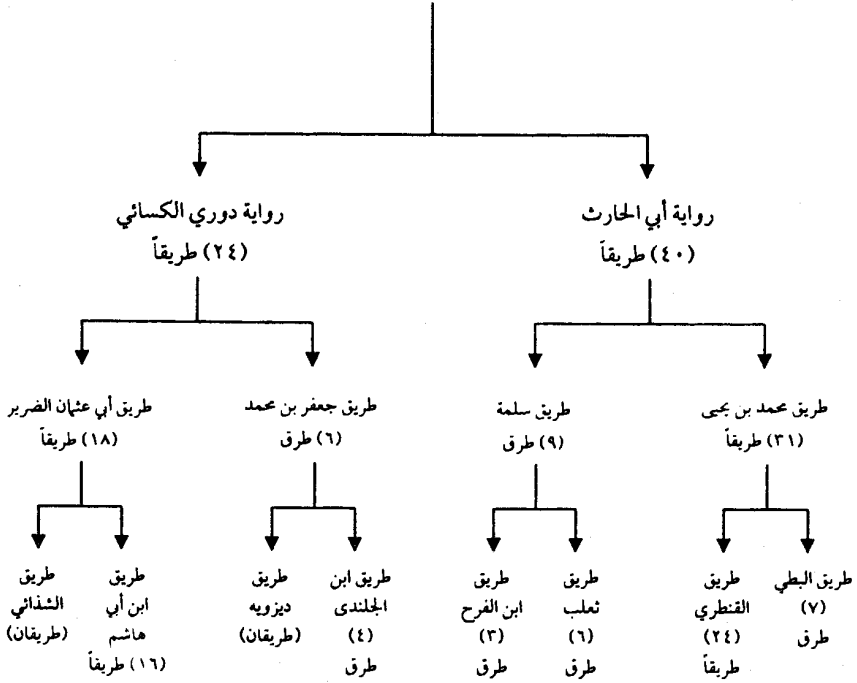 رواية أبي الحارث
(٤٠) طريقاً
رواية دوري الكسائي
(٢٤) طريقاً
طريق محمد بن يحيى
(٣١) طريقاً
طريق سلمة
(٩) طرق
طريق جعفر بن محمد
(٦) طرق
طريق أبي عثمان الضرير
(١٨) طريقاً
طريق البطي
(٧)
طرق
طريق
القنطري
(٢٤)
طريقاً
طريق
ثعلب
(٦)
طرق
طريق
ابن الفرح
(٣)
طرق
طريق ابن
الجلندى
(٤)
طرق
طريق
ديزويه
(طريقان)
طريق
ابن أبي
هاشم
(١٦) طريقاً
طريق
الشذائي
(طريقان)